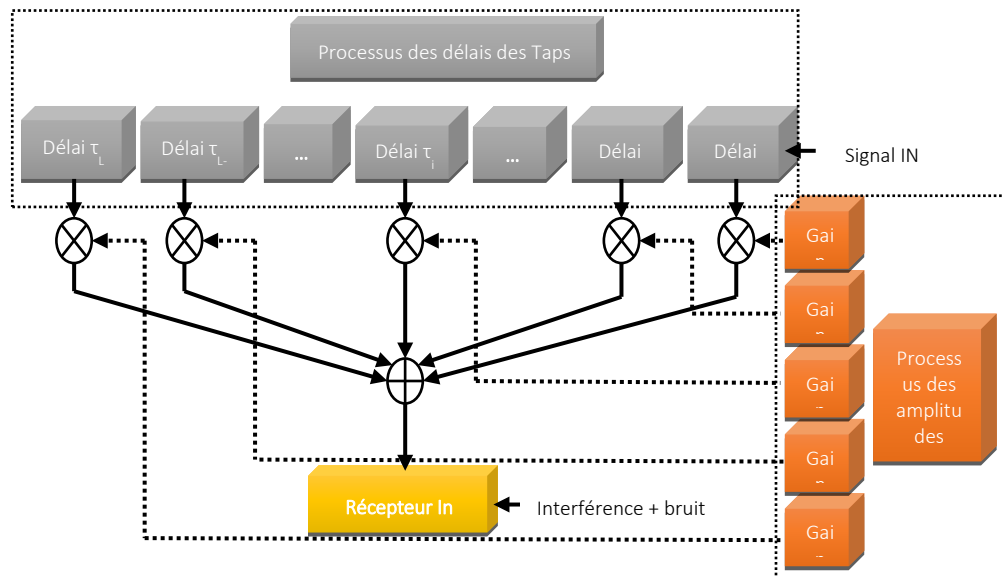 Processus des délais des Taps
Délai τL
Délai τL-
...
Délai τi
...
Délai
Délai
Signal IN
Gai
Gai
Gai
Gai
Gai
Process
us des
amplitu
des
Récepteur In
Interférence + bruit